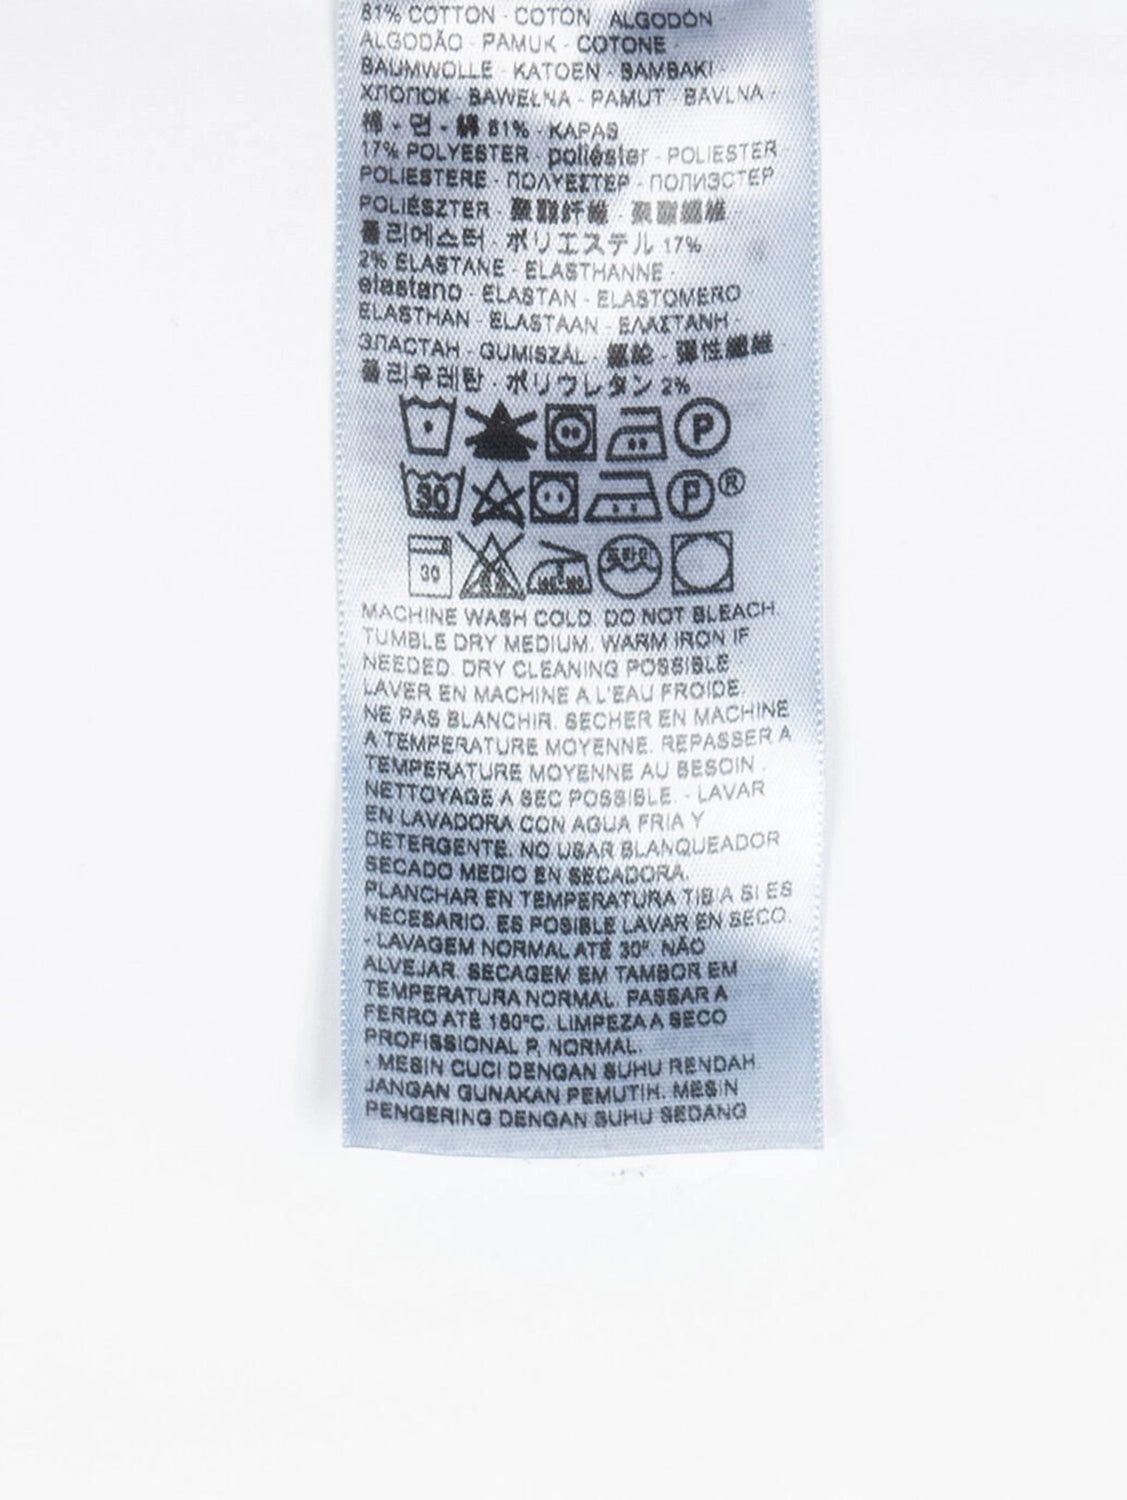 81% COTTON - COTON ALGODÓN
ALGODÃO - PAMUK - COTONE -
BAUMWOLLE - KATOEN - BAMBAKI -
ХЛОПОК - BAWEŁNA - PAMUT - BAVLNA -
棉 - 면 - 綿 81% - KAPAS
17% POLYESTER - poliéster - POLIESTER -
POLIESTERE - ΠΟΛΥΕΣΤΕΡ - ПОЛИЭСТЕР
POLIÉSZTER - 聚酯纤维 - 聚酯纖維
폴리에스터 - ポリエステル 17%
2% ELASTANE - ELASTHANNE -
elastano - ELASTAN - ELASTOMERO
ELASTHAN - ELASTAAN - ΕΛΑΣΤΑΝΗ -
ЭЛАСТАН - GUMISZÁL - 彈性纖維
폴리우레탄 - ポリウレタン 2%
P
30 P ®
30 드라이
MACHINE WASH COLD. DO NOT BLEACH
TUMBLE DRY MEDIUM. WARM IRON IF
NEEDED. DRY CLEANING POSSIBLE
LAVER EN MACHINE A L'EAU FROIDE.
NE PAS BLANCHIR. SECHER EN MACHINE
A TEMPERATURE MOYENNE. REPASSER A
TEMPERATURE MOYENNE AU BESOIN .
NETTOYAGE A SEC POSSIBLE. - LAVAR
EN LAVADORA CON AGUA FRIA Y
DETERGENTE. NO USAR BLANQUEADOR
SECADO MEDIO EN SECADORA.
PLANCHAR EN TEMPERATURA TIBIA SI ES
NECESARIO. ES POSIBLE LAVAR EN SECO.
- LAVAGEM NORMAL ATÉ 30º. NÃO
ALVEJAR. SECAGEM EM TAMBOR EM
TEMPERATURA NORMAL. PASSAR A
FERRO ATÉ 150°C. LIMPEZA A SECO
PROFISSIONAL P, NORMAL.
- MESIN CUCI DENGAN SUHU RENDAH
JANGAN GUNAKAN PEMUTIH. MESIN
PENGERING DENGAN SUHU SEDANG